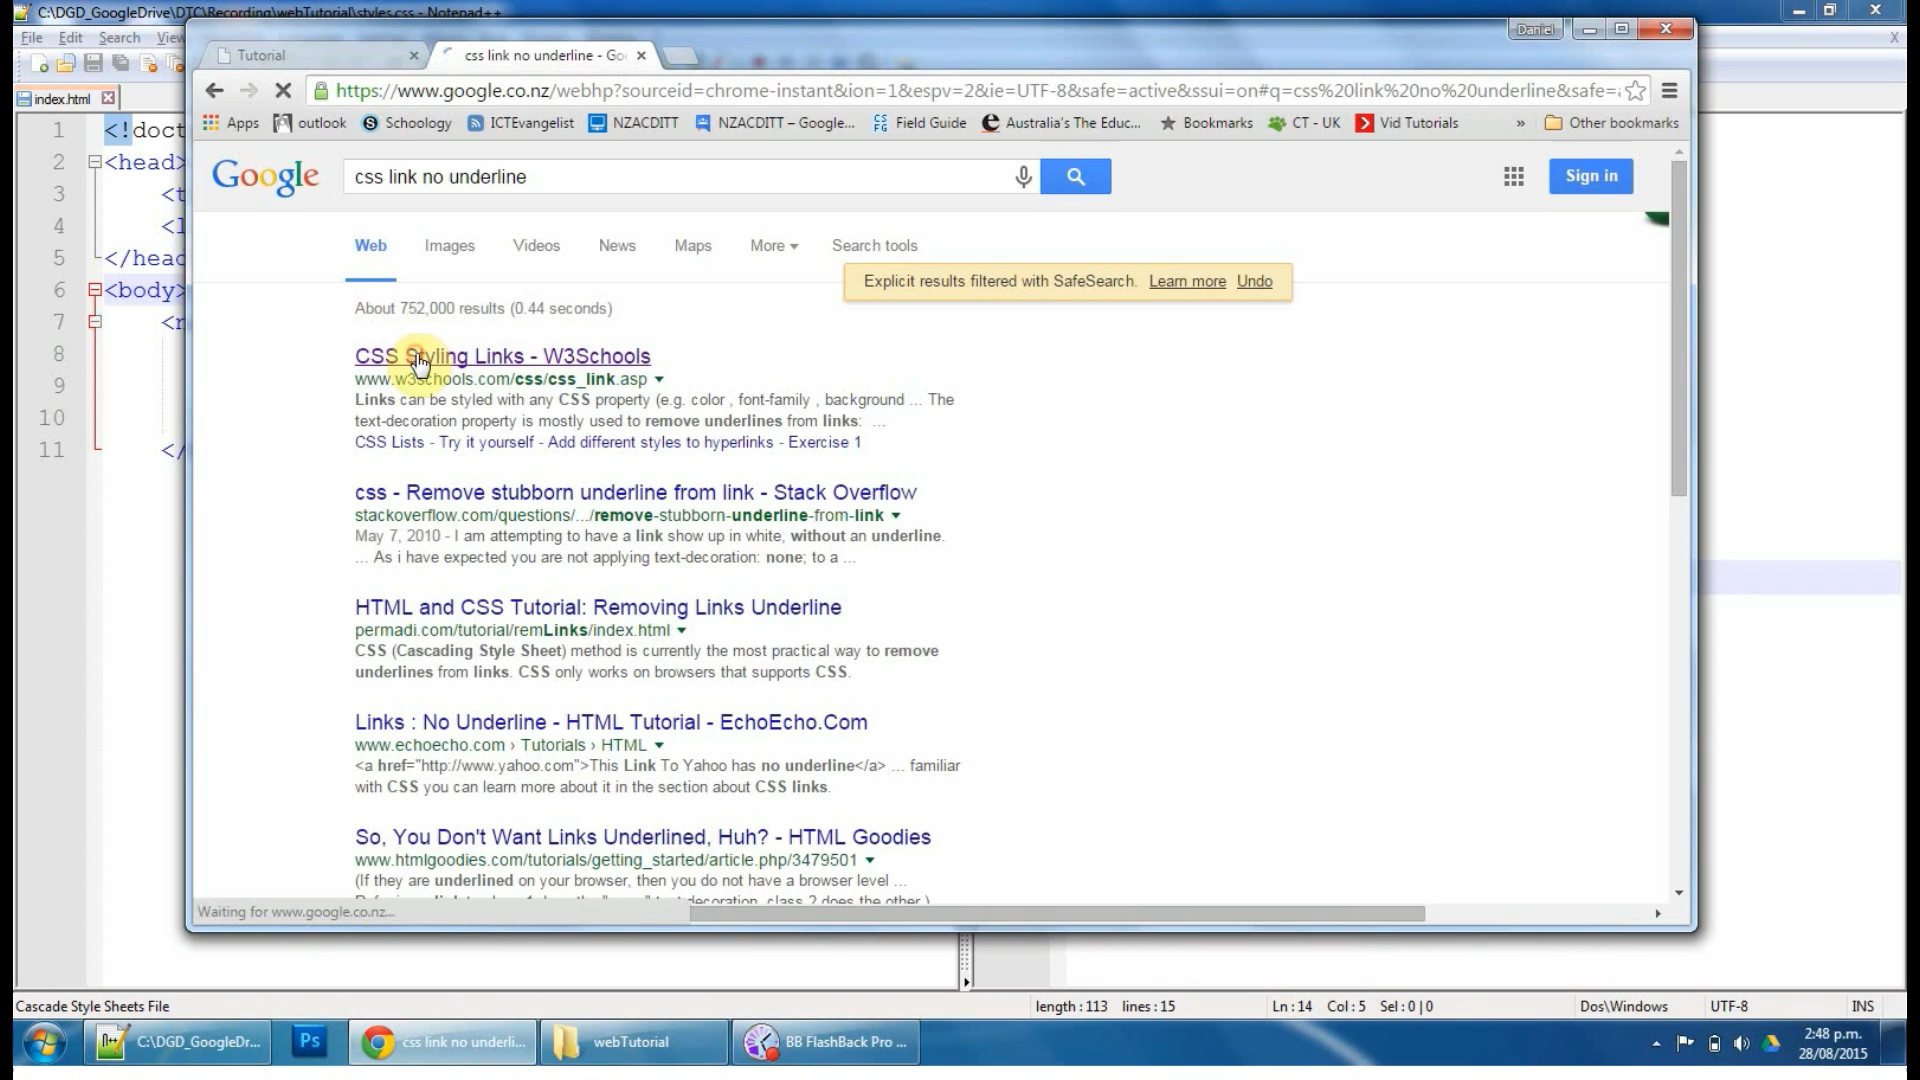 C:\DGD_GoogleDrive\DTC\Recording\webTutorial\styles.css - Notepad++
File Edit Search View
Daniel
Tutorial
css link no underline - Goo
https://www.google.co.nz/webhp?sourceid=chrome-instant&ion=1&espv=2&ie=UTF-8&safe=active&ssui=on#q=css%20link%20no%20underline&safe=
index.html
Apps outlook Schoology ICTEvangelist NZACDITT NZACDITT – Google... Field Guide Australia's The Educ... Bookmarks CT - UK Vid Tutorials » Other bookmarks
1 <!doct
2 <head>
3 <t
4 <l
5 </head
6 <body>
7 <n
8
9
10
11 </
Google
css link no underline
Sign in
Web Images Videos News Maps More Search tools
Explicit results filtered with SafeSearch. Learn more Undo
About 752,000 results (0.44 seconds)
CSS Styling Links - W3Schools
www.w3schools.com/css/css_link.asp
Links can be styled with any CSS property (e.g. color , font-family , background ... The
text-decoration property is mostly used to remove underlines from links: ...
CSS Lists - Try it yourself - Add different styles to hyperlinks - Exercise 1
css - Remove stubborn underline from link - Stack Overflow
stackoverflow.com/questions/.../remove-stubborn-underline-from-link
May 7, 2010 - I am attempting to have a link show up in white, without an underline.
... As i have expected you are not applying text-decoration: none; to a ...
HTML and CSS Tutorial: Removing Links Underline
permadi.com/tutorial/remLinks/index.html
CSS (Cascading Style Sheet) method is currently the most practical way to remove
underlines from links. CSS only works on browsers that supports CSS.
Links : No Underline - HTML Tutorial - EchoEcho.Com
www.echoecho.com › Tutorials › HTML
<a href="http://www.yahoo.com">This Link To Yahoo has no underline</a> ... familiar
with CSS you can learn more about it in the section about CSS links.
So, You Don't Want Links Underlined, Huh? - HTML Goodies
www.htmlgoodies.com/tutorials/getting_started/article.php/3479501
(If they are underlined on your browser, then you do not have a browser level ...
decoration, class 2 does the other.)
Waiting for www.google.co.nz...
Cascade Style Sheets File
length : 113 lines : 15
Ln : 14 Col : 5 Sel : 0 | 0
Dos\Windows
UTF-8
INS
C:\DGD_GoogleDr...
Ps
css link no underli...
webTutorial
BB FlashBack Pro ...
2:48 p.m.
28/08/2015